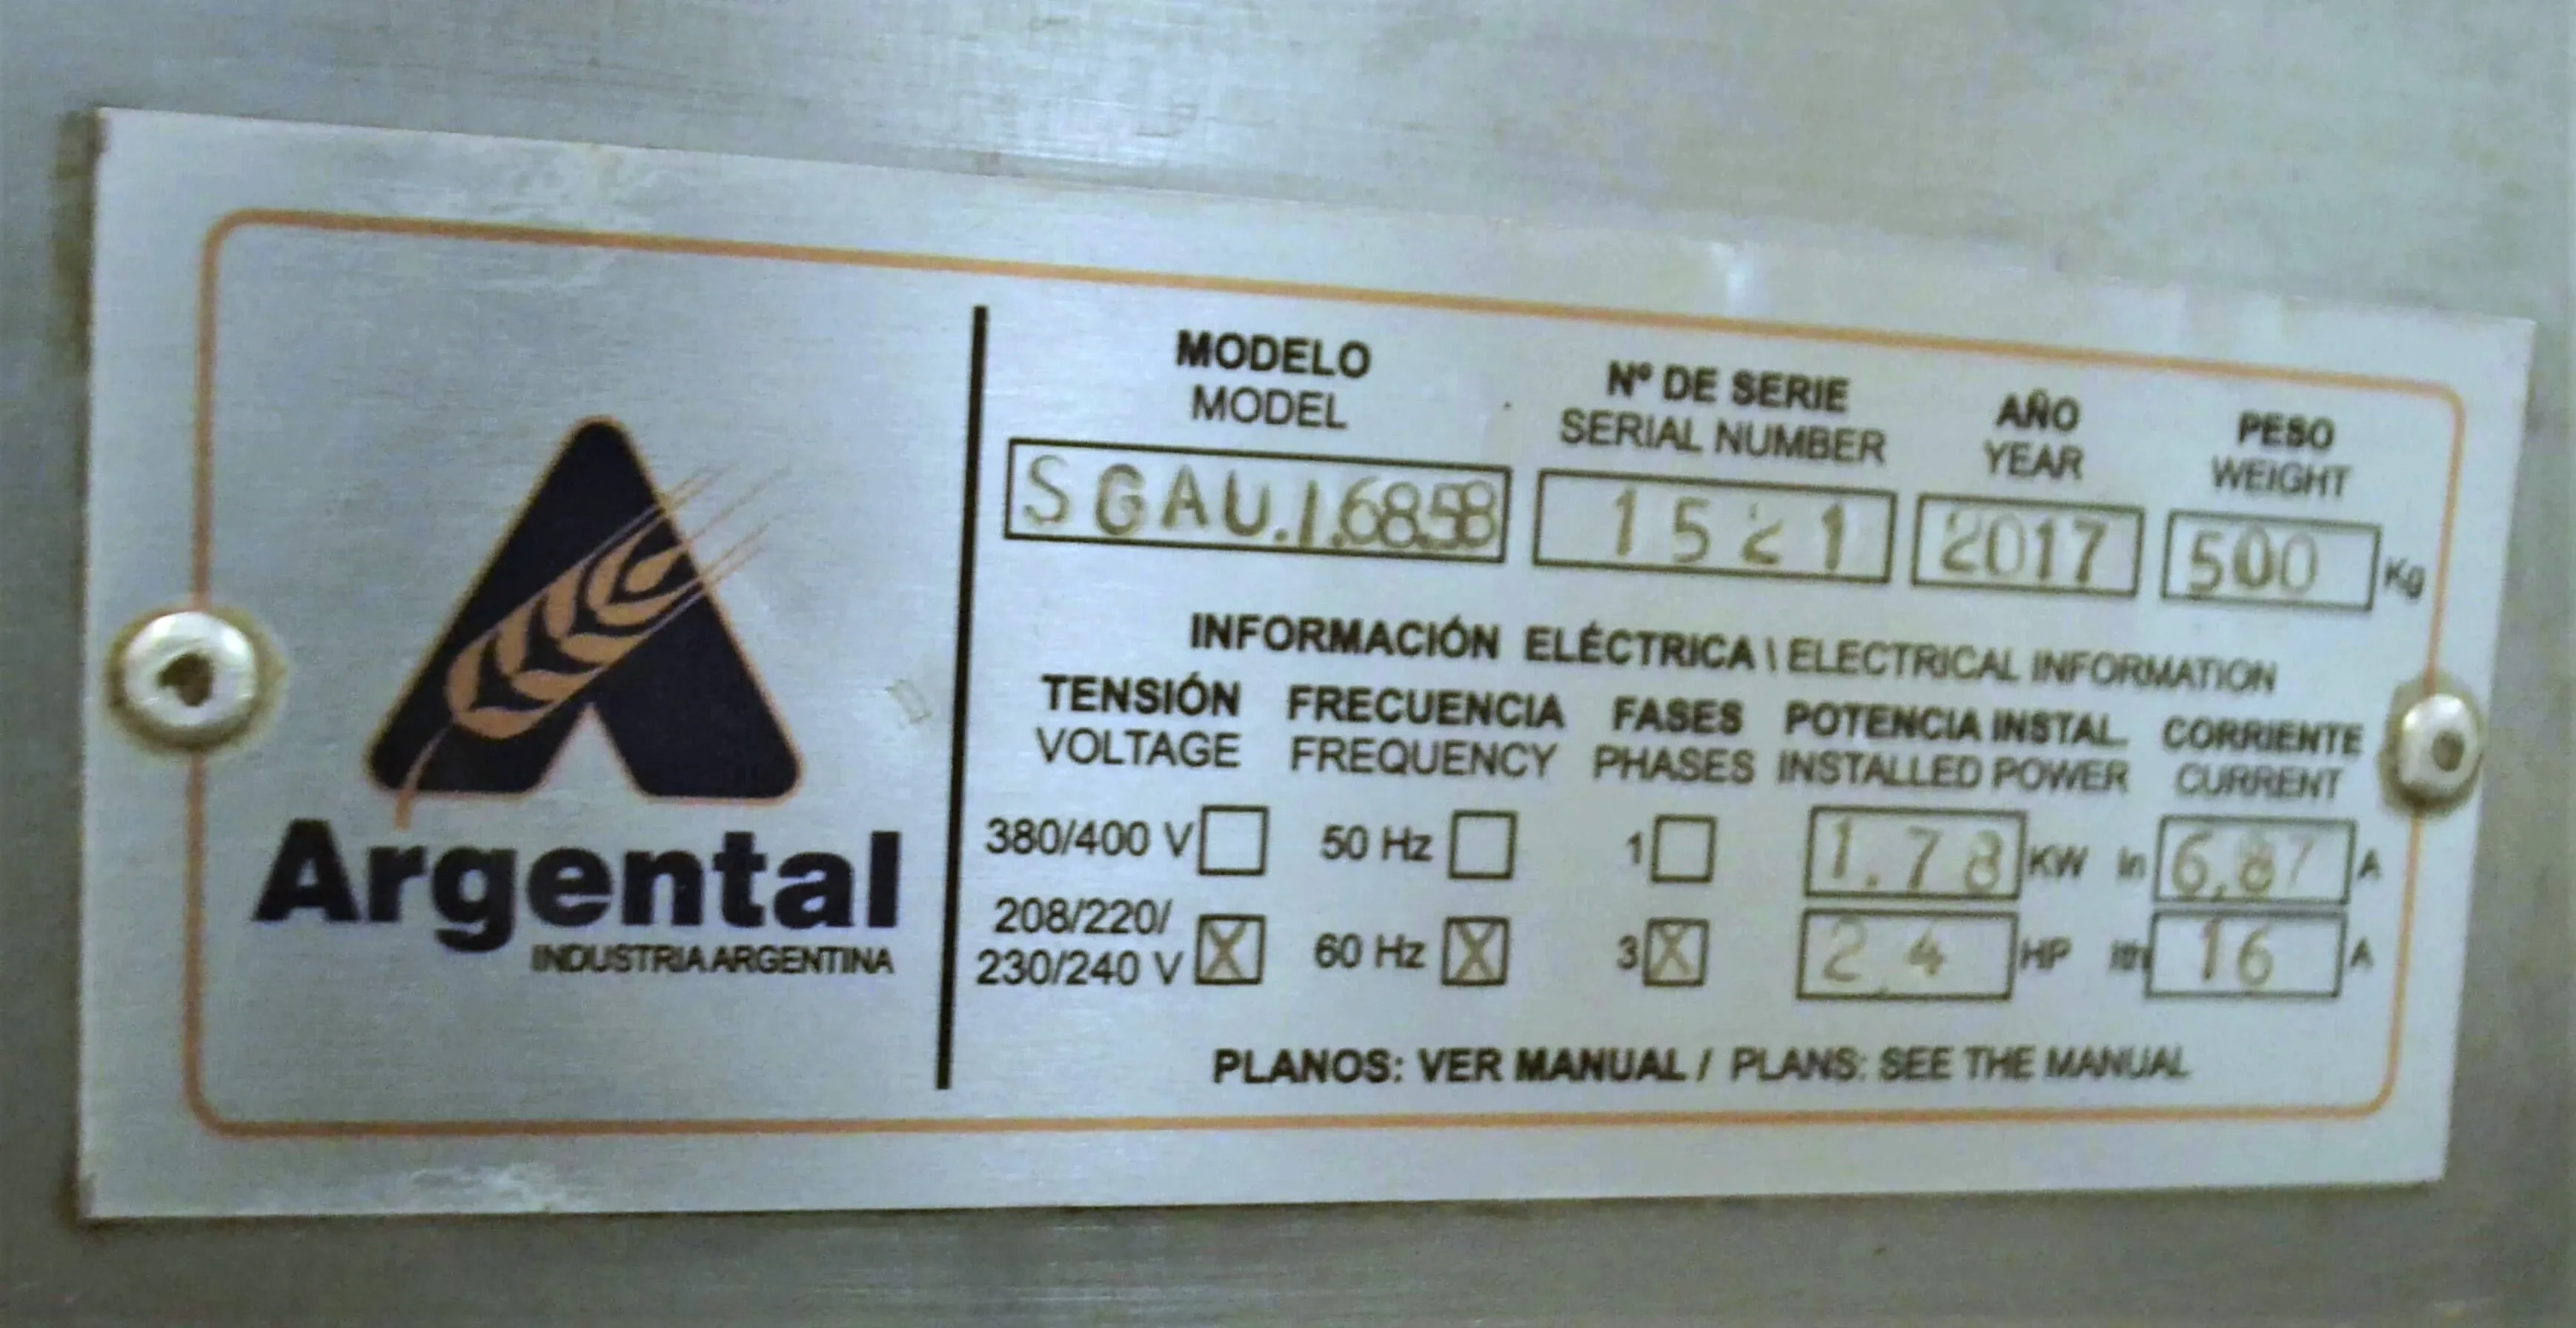 MODELO Nº DE SERIE AÑO PESO
MODEL SERIAL NUMBER YEAR WEIGHT
SGAU.1.6858 1521 2017 500 Kg
INFORMACIÓN ELÉCTRICA \ ELECTRICAL INFORMATION
TENSIÓN FRECUENCIA FASES POTENCIA INSTAL. CORRIENTE
VOLTAGE FREQUENCY PHASES INSTALLED POWER CURRENT
380/400 V 50 Hz 1 1.78 KW In 6,87 A
208/220/
230/240 V X 60 Hz X 3 X 2,4 HP Ith 16 A
PLANOS: VER MANUAL / PLANS: SEE THE MANUAL
Argental
INDUSTRIA ARGENTINA